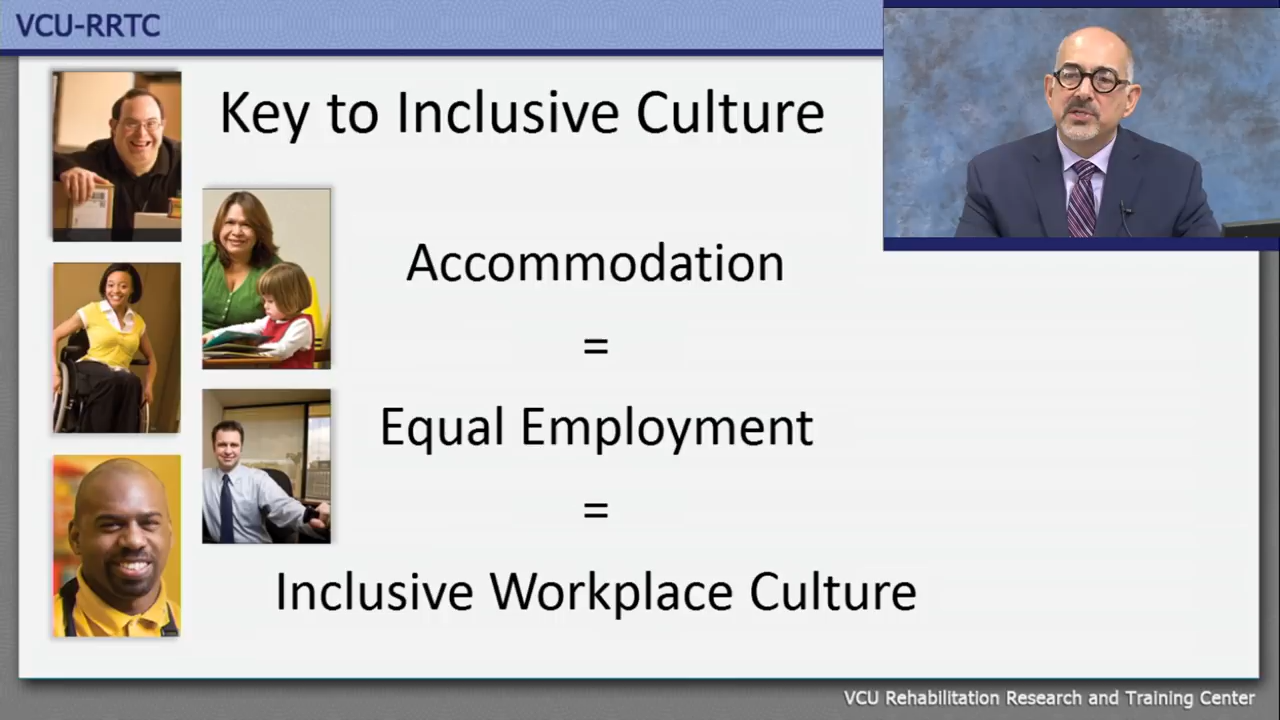 VCU-RRTC
Key to Inclusive Culture
Accommodation
=
Equal Employment
=
Inclusive Workplace Culture
VCU Rehabilitation Research and Training Center